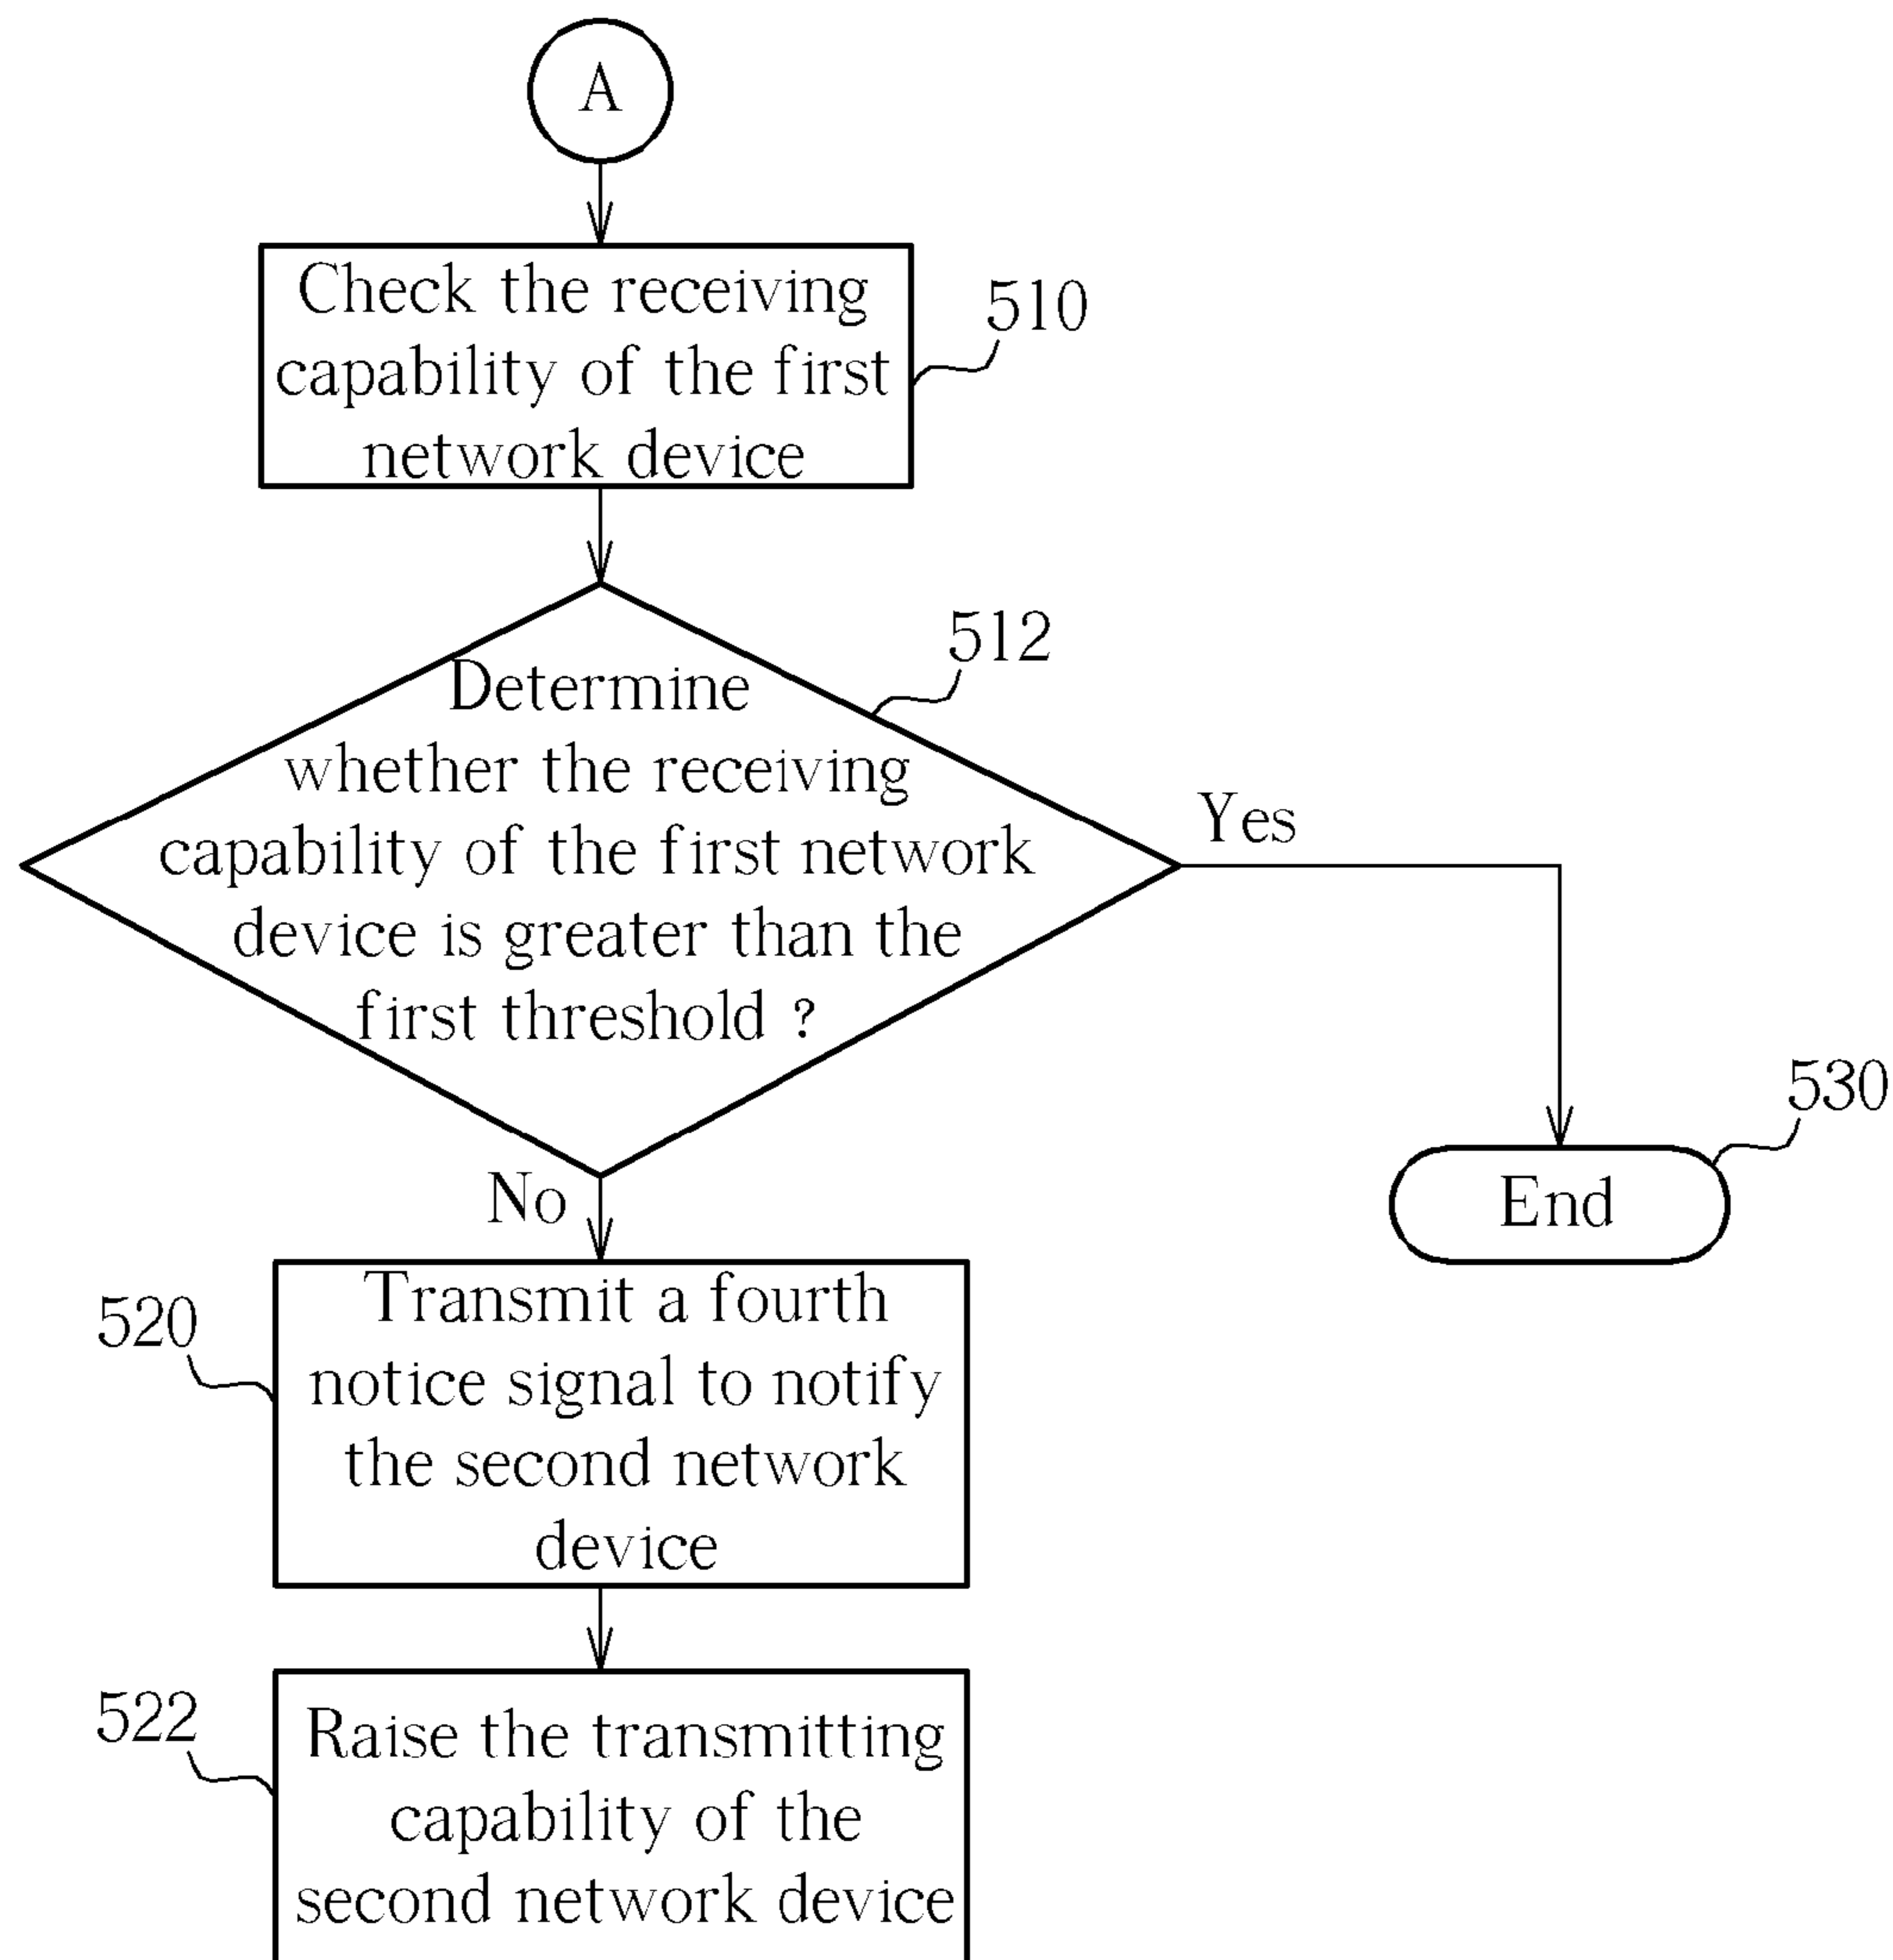 A
Check the receiving
capability of the first
network device
510
Determine
whether the receiving
capability of the first network
device is greater than the
first threshold ?
512
Yes
530
End
No
520
Transmit a fourth
notice signal to notify
the second network
device
522
Raise the transmitting
capability of the
second network device